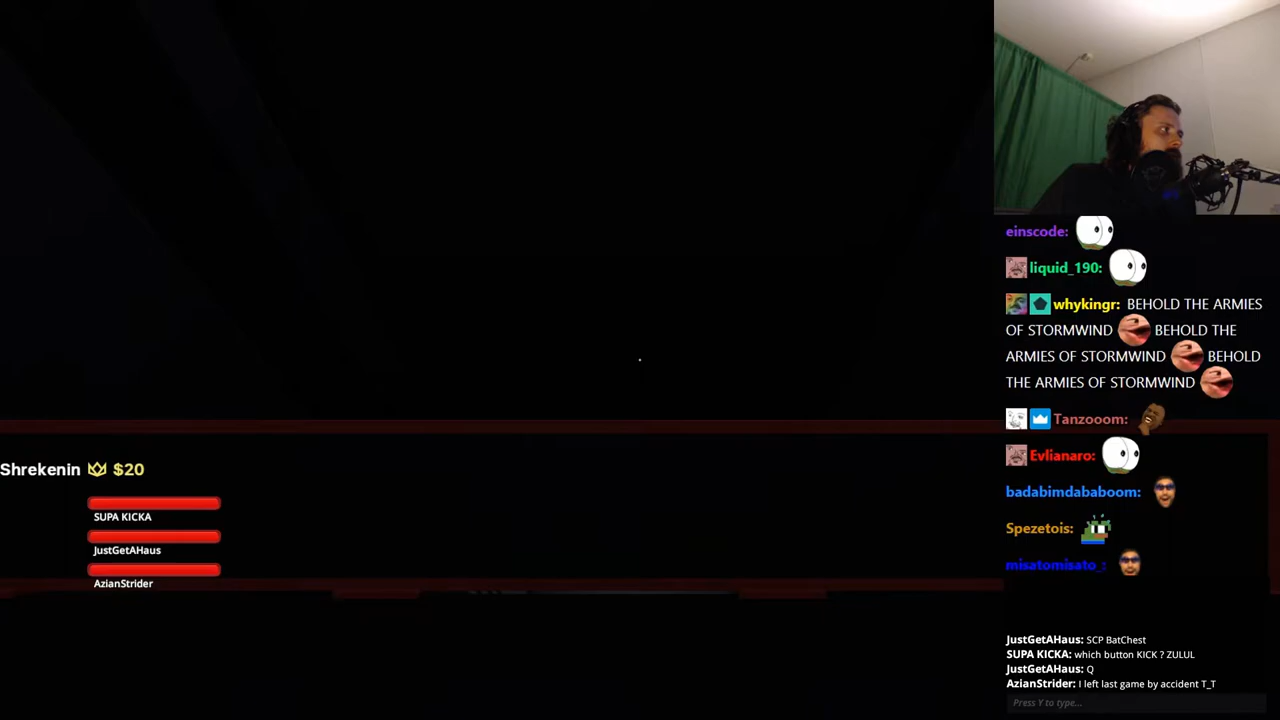 Shrekenin $20
SUPA KICKA
JustGetAHaus
AzianStrider
einscode:
liquid_190:
whykingr: BEHOLD THE ARMIES
OF STORMWIND BEHOLD THE
ARMIES OF STORMWIND BEHOLD
THE ARMIES OF STORMWIND
Tanzooom:
Evlianaro:
badabimdababoom:
Spezetois:
misatomisato_:
JustGetAHaus: SCP BatChest
SUPA KICKA: which button KICK ? ZULUL
JustGetAHaus: Q
AzianStrider: I left last game by accident T_T
Press Y to type...